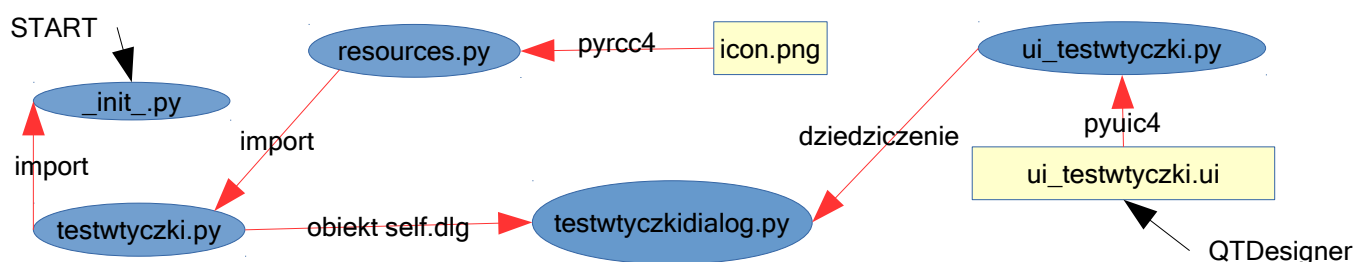 START
resources.py
pyrcc4
icon.png
ui_testwtyczki.py
_init_.py
import
import
dziedziczenie
pyuic4
ui_testwtyczki.ui
testwtyczki.py
obiekt self.dlg
testwtyczkidialog.py
QTDesigner